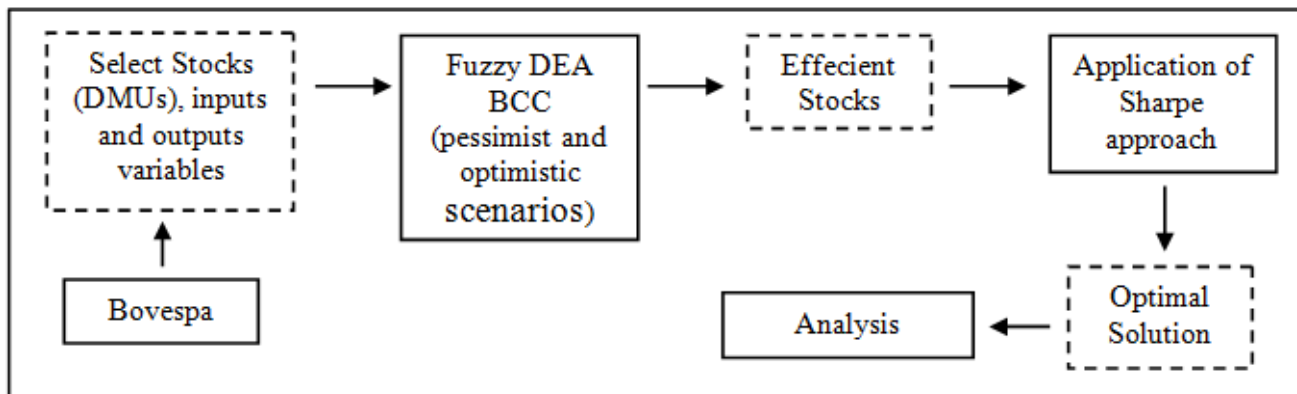 Select Stocks
(DMUs), inputs
and outputs
variables
Fuzzy DEA
BCC
(pessimist and
optimistic
scenarios)
Effecient
Stocks
Application of
Sharpe
approach
Bovespa
Analysis
Optimal
Solution